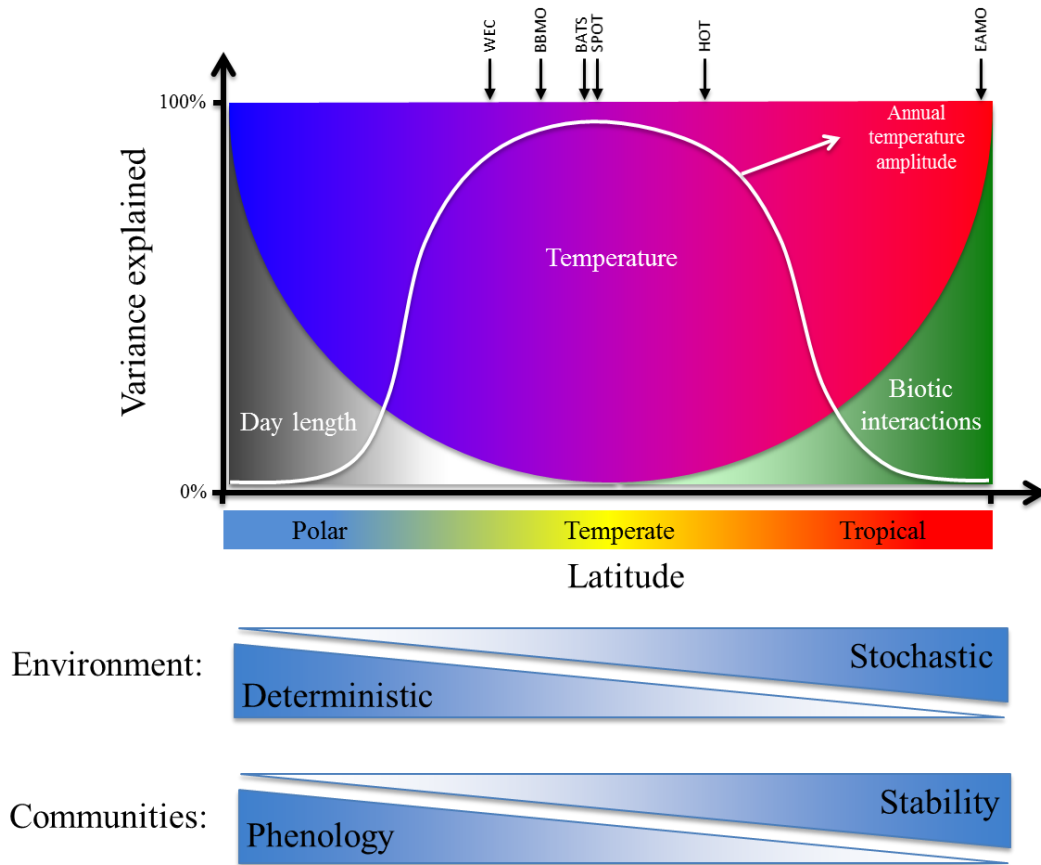 WEC
BBMO
BATS
SPOT
HOT
EAMO
100%
Annual
temperature
amplitude
Variance explained
Temperature
Day length
Biotic
interactions
0%
Polar
Temperate
Tropical
Latitude
Environment:
Stochastic
Deterministic
Communities:
Stability
Phenology